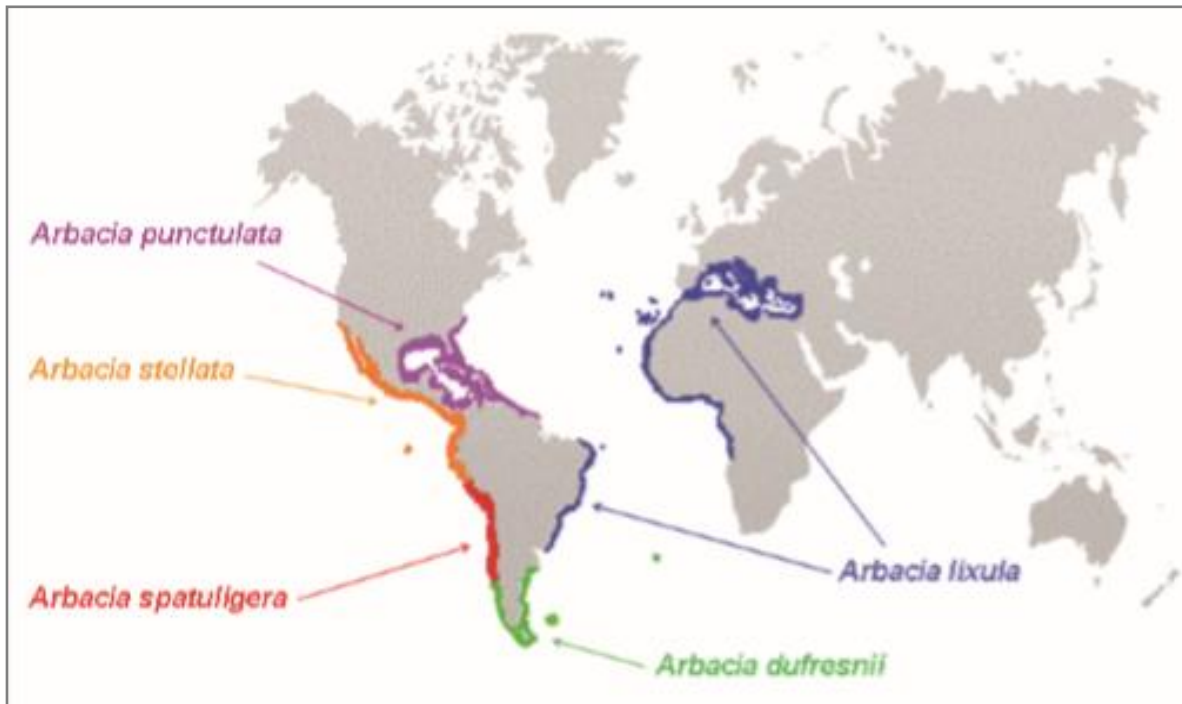 Arbacia punctulata
Arbacia stellata
Arbacia spatuligera
Arbacia lixula
Arbacia dufresnii